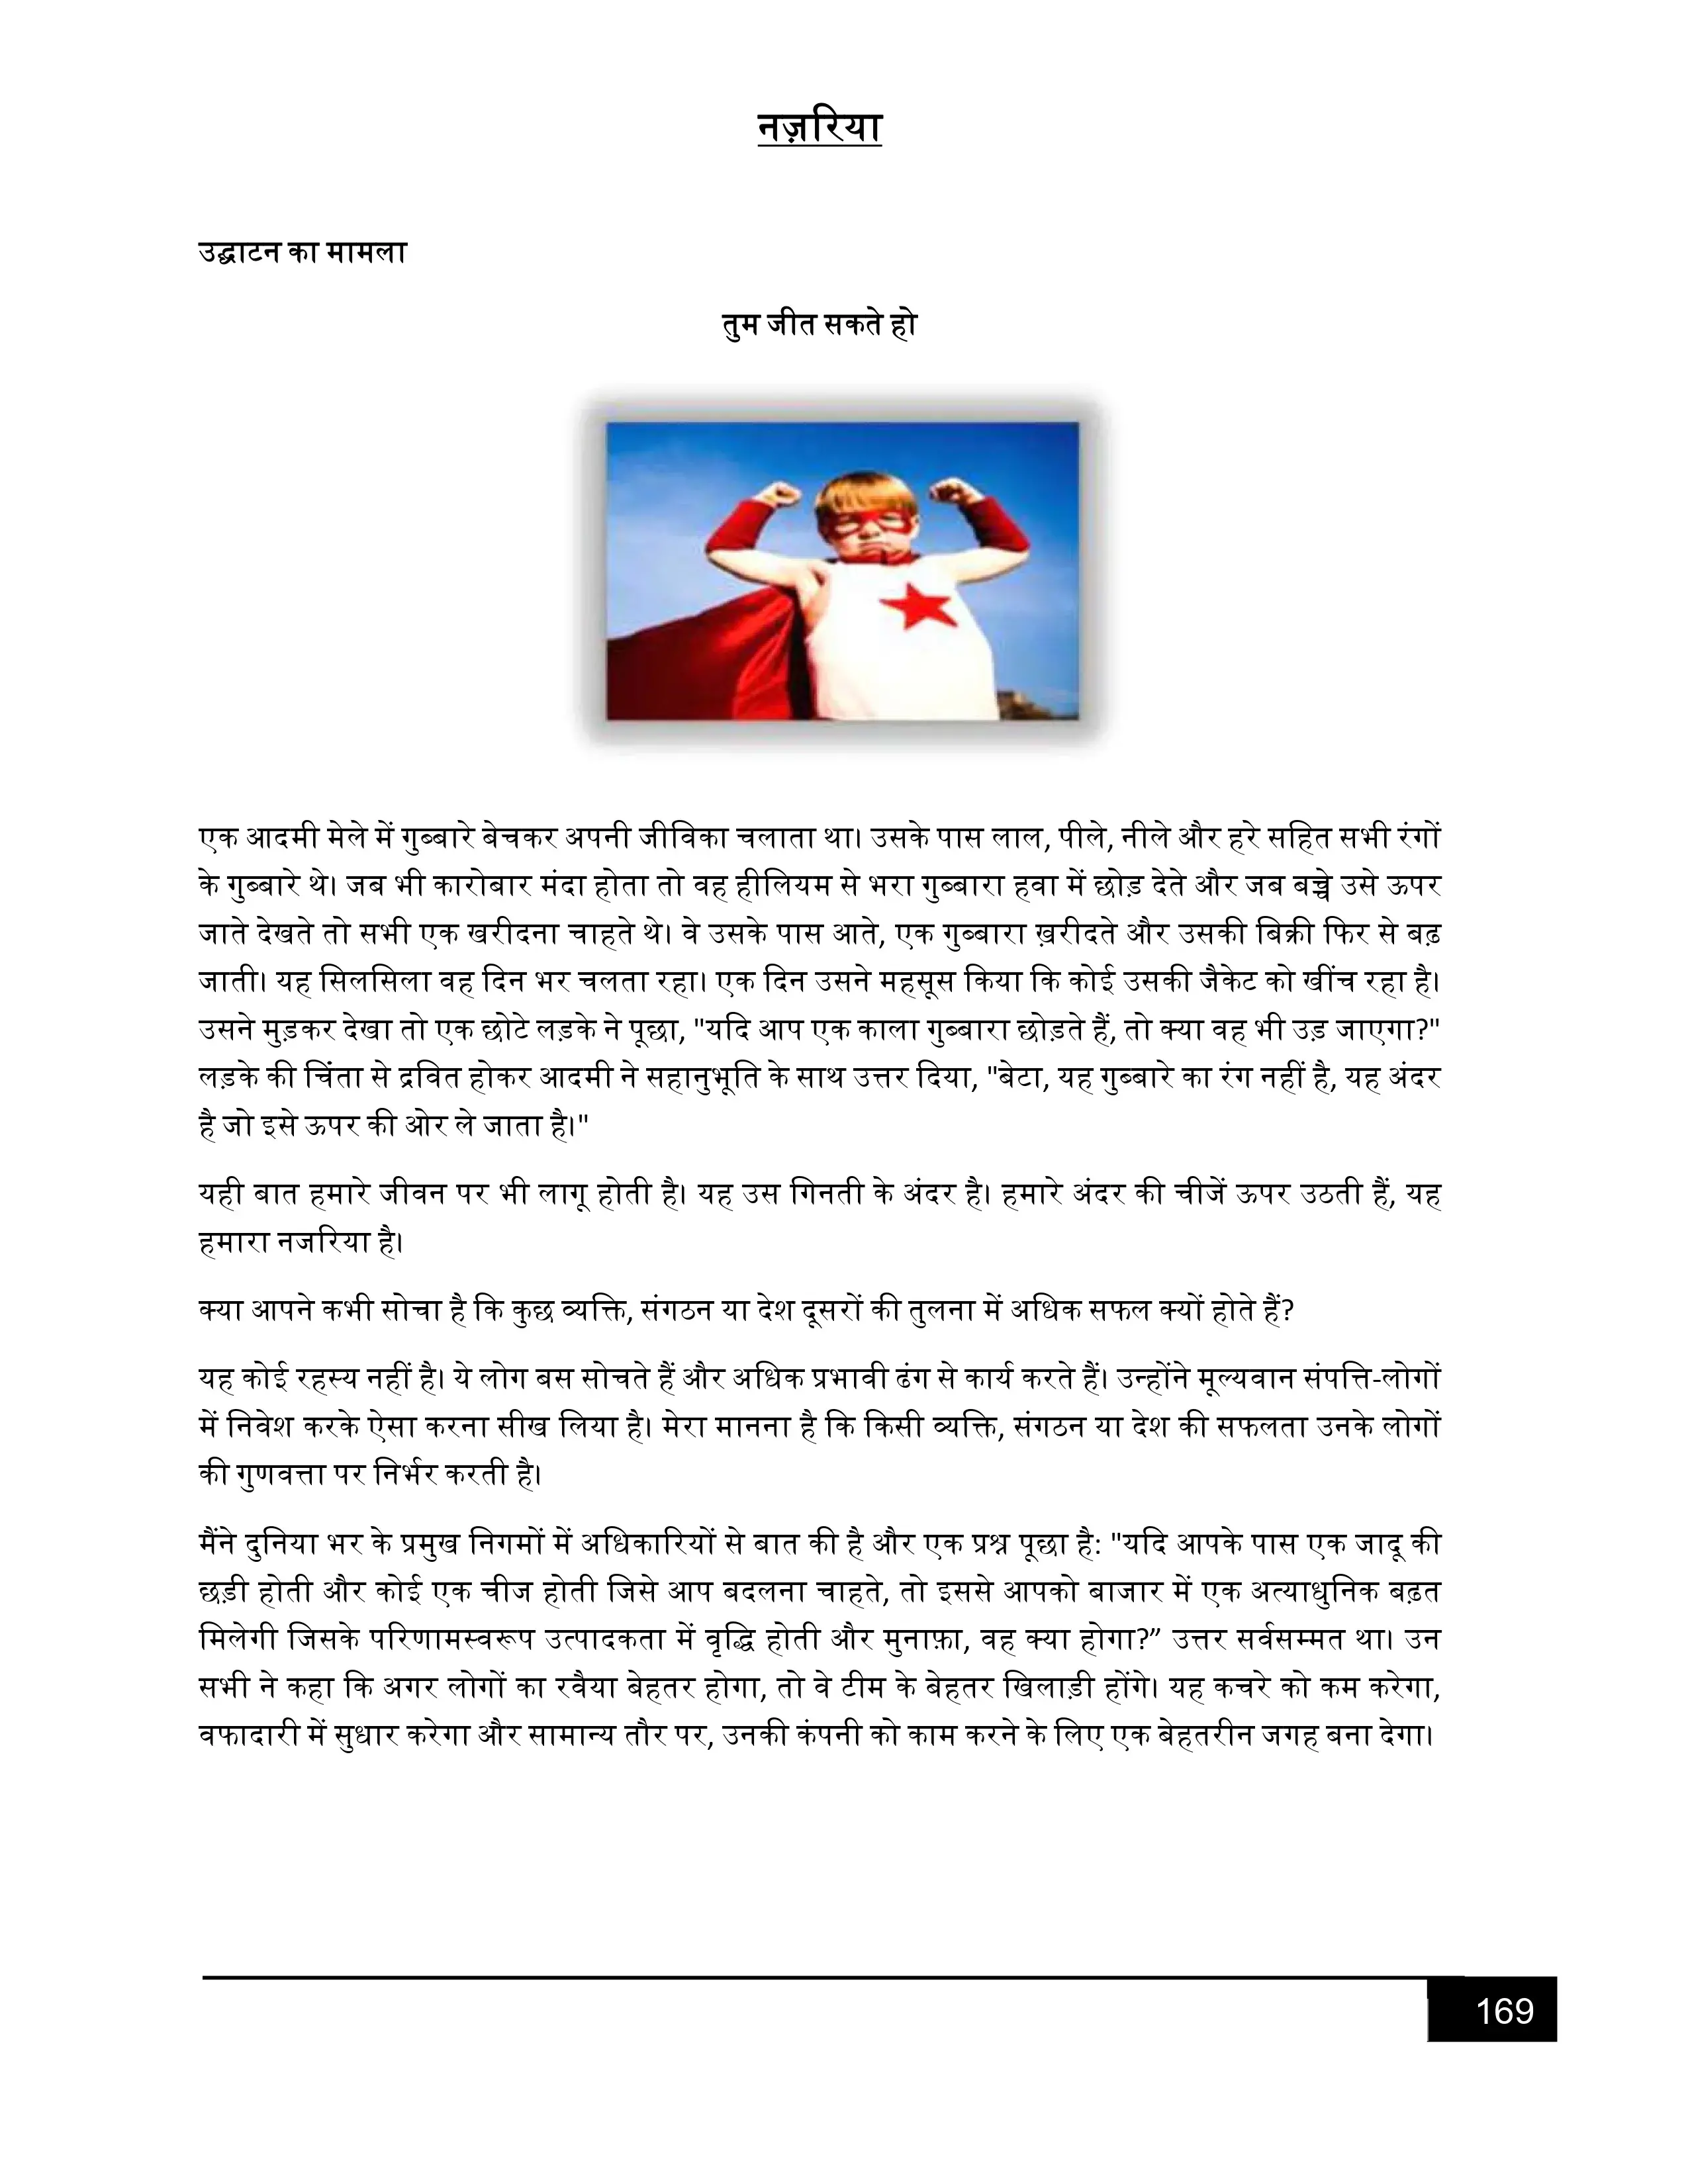 नज़रिया
उद्घाटन का मामला
तुम जीत सकते हो
एक आदमी मेले में गुब्बारे बेचकर अपनी जीविका चलाता था। उसके पास लाल, पीले, नीले और हरे सहित सभी रंगों
के गुब्बारे थे। जब भी कारोबार मंदा होता तो वह हीलियम से भरा गुब्बारा हवा में छोड़ देते और जब बच्चे उसे ऊपर
जाते देखते तो सभी एक खरीदना चाहते थे। वे उसके पास आते, एक गुब्बारा ख़रीदते और उसकी बिक्री फिर से बढ़
जाती। यह सिलसिला वह दिन भर चलता रहा। एक दिन उसने महसूस किया कि कोई उसकी जैकेट को खींच रहा है।
उसने मुड़कर देखा तो एक छोटे लड़के ने पूछा, "यदि आप एक काला गुब्बारा छोड़ते हैं, तो क्या वह भी उड़ जाएगा?"
लड़के की चिंता से द्रवित होकर आदमी ने सहानुभूति के साथ उत्तर दिया, "बेटा, यह गुब्बारे का रंग नहीं है, यह अंदर
है जो इसे ऊपर की ओर ले जाता है।"
यही बात हमारे जीवन पर भी लागू होती है। यह उस गिनती के अंदर है। हमारे अंदर की चीजें ऊपर उठती हैं, यह
हमारा नजरिया है।
क्या आपने कभी सोचा है कि कुछ व्यक्ति, संगठन या देश दूसरों की तुलना में अधिक सफल क्यों होते हैं?
यह कोई रहस्य नहीं है। ये लोग बस सोचते हैं और अधिक प्रभावी ढंग से कार्य करते हैं। उन्होंने मूल्यवान संपत्ति-लोगों
में निवेश करके ऐसा करना सीख लिया है। मेरा मानना है कि किसी व्यक्ति, संगठन या देश की सफलता उनके लोगों
की गुणवत्ता पर निर्भर करती है।
मैंने दुनिया भर के प्रमुख निगमों में अधिकारियों से बात की है और एक प्रश्न पूछा है: "यदि आपके पास एक जादू की
छड़ी होती और कोई एक चीज होती जिसे आप बदलना चाहते, तो इससे आपको बाजार में एक अत्याधुनिक बढ़त
मिलेगी जिसके परिणामस्वरूप उत्पादकता में वृद्धि होती और मुनाफ़ा, वह क्या होगा?” उत्तर सर्वसम्मत था। उन
सभी ने कहा कि अगर लोगों का रवैया बेहतर होगा, तो वे टीम के बेहतर खिलाड़ी होंगे। यह कचरे को कम करेगा,
वफादारी में सुधार करेगा और सामान्य तौर पर, उनकी कंपनी को काम करने के लिए एक बेहतरीन जगह बना देगा।
169